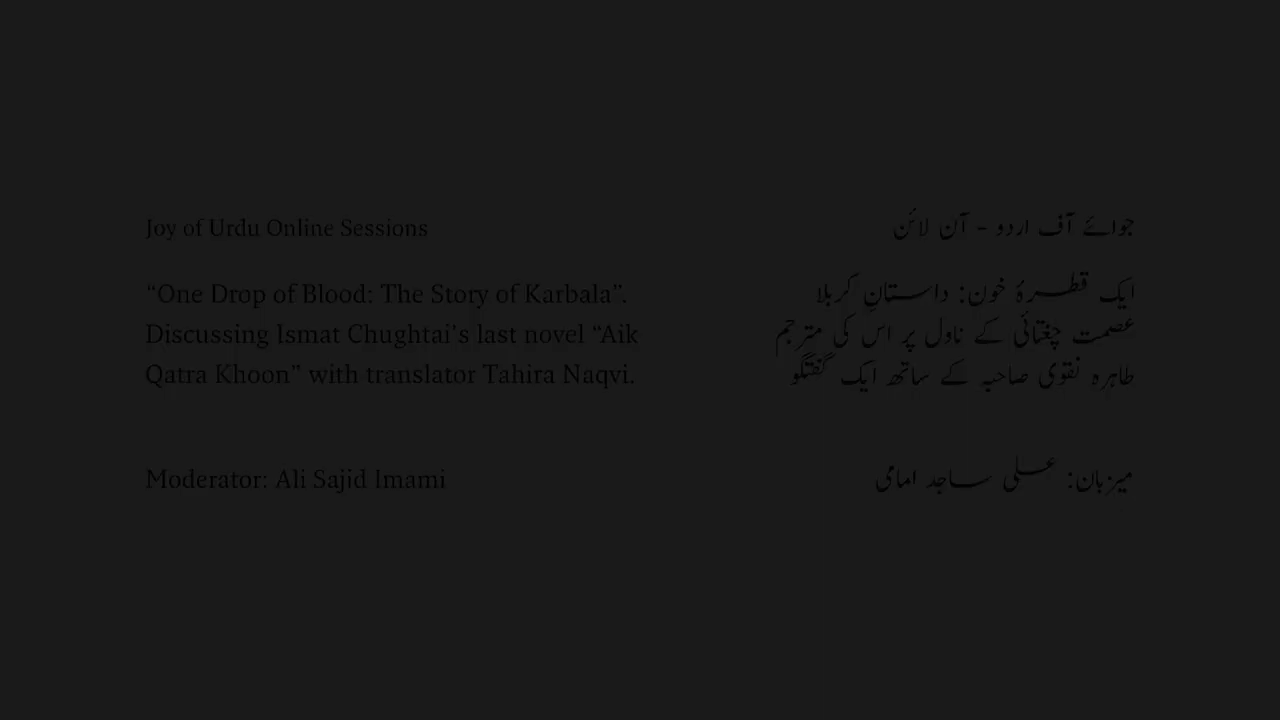 Joy of Urdu Online Sessions
“One Drop of Blood: The Story of Karbala”.
Discussing Ismat Chughtai’s last novel “Aik
Qatra Khoon” with translator Tahira Naqvi.
Moderator: Ali Sajid Imami
جوائے آف اردو - آن لائن
ایک قطرۂ خون: داستانِ کربلا
عصمت چغتائی کے ناول پر اس کی مترجم
طاہرہ نقوی صاحبہ کے ساتھ ایک گفتگو
میزبان: علی ساجد امامی